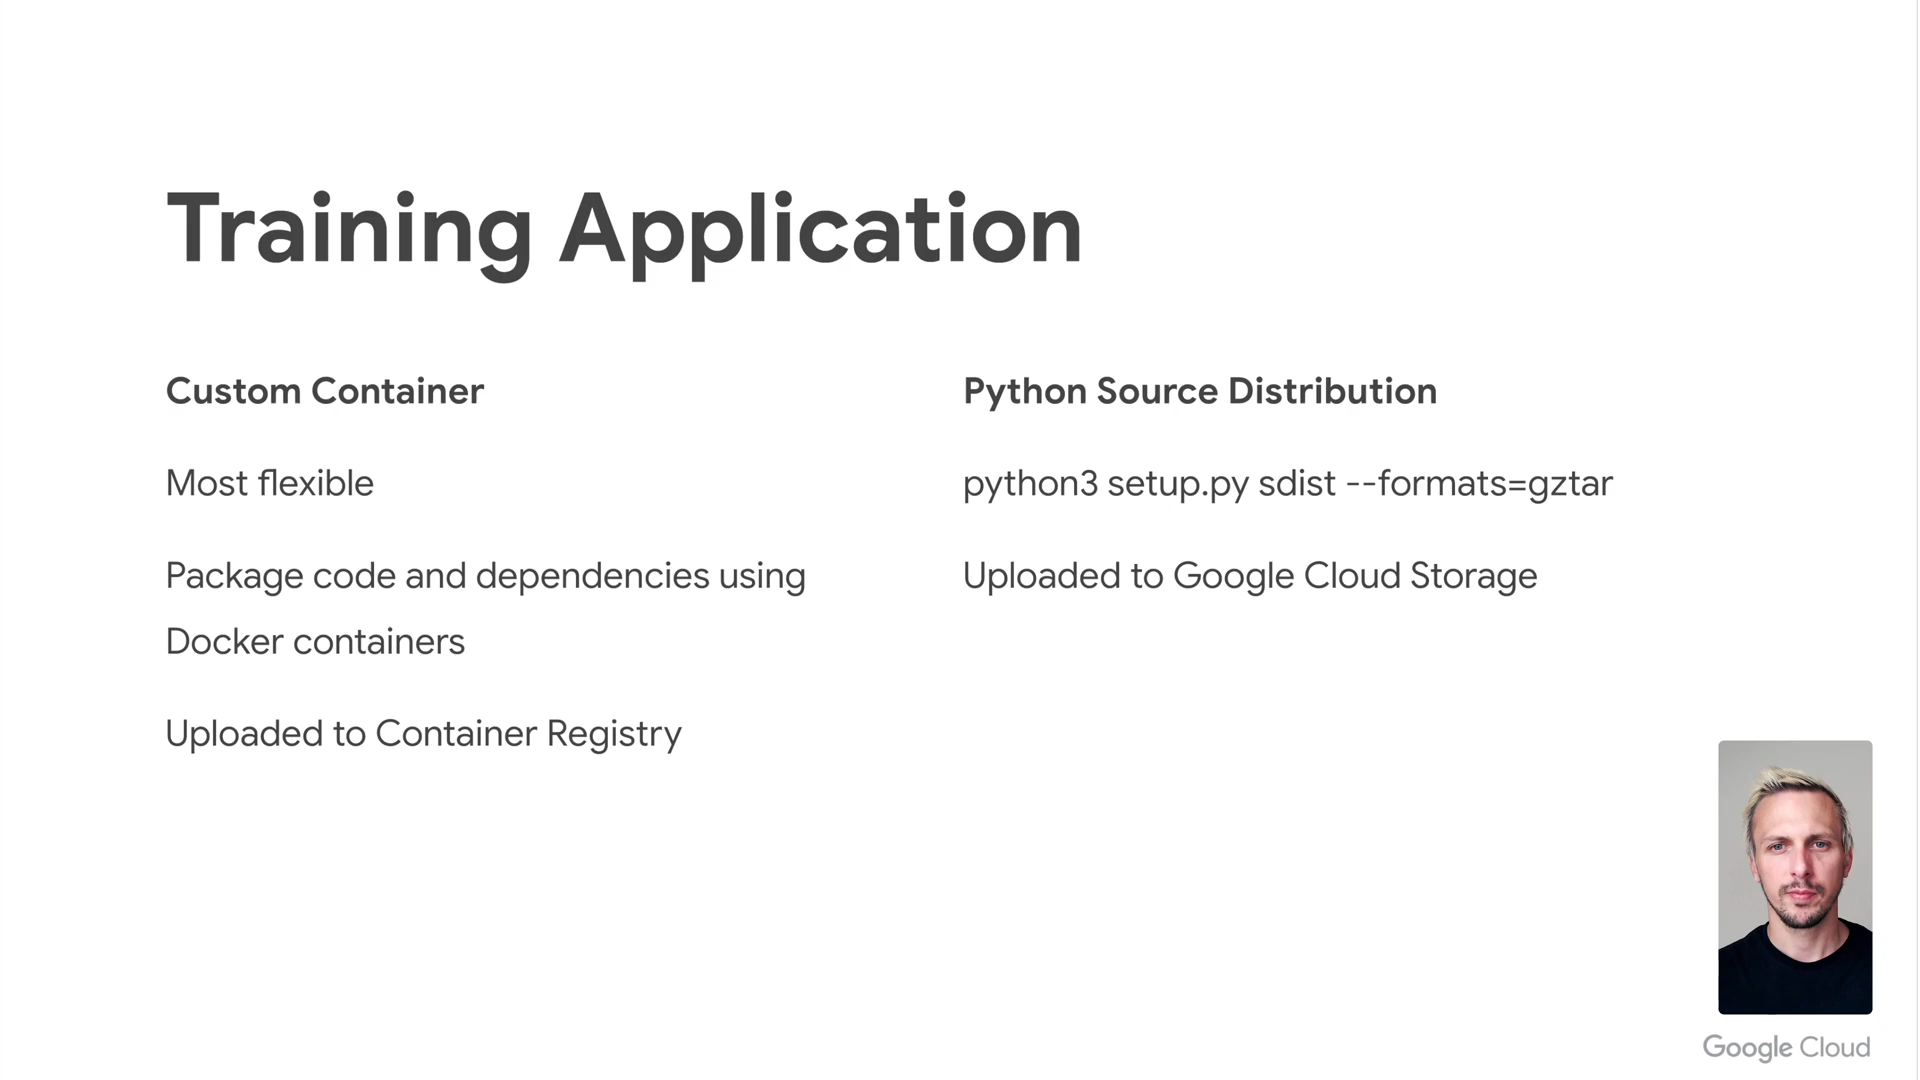 Training Application
Custom Container
Most flexible
Package code and dependencies using
Docker containers
Uploaded to Container Registry
Python Source Distribution
python3 setup.py sdist --formats=gztar
Uploaded to Google Cloud Storage
Google Cloud